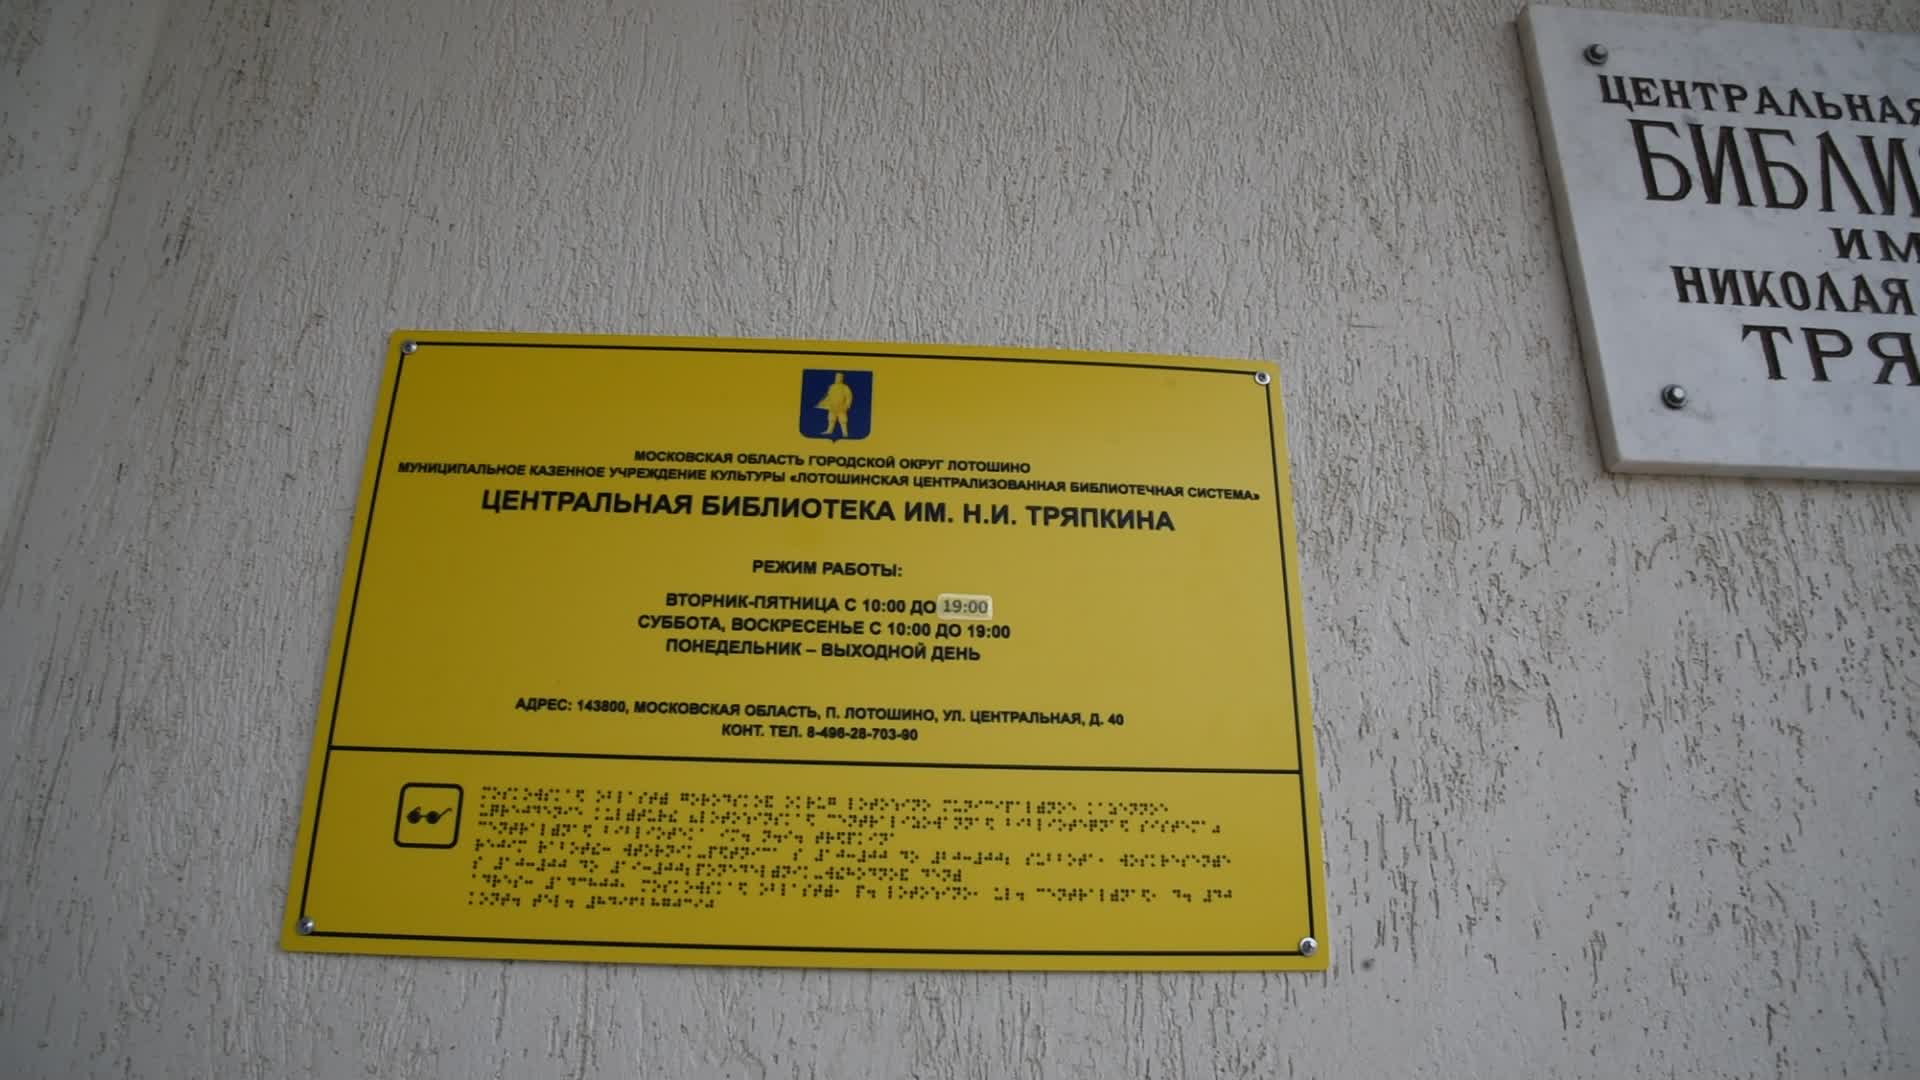 МОСКОВСКАЯ ОБЛАСТЬ ГОРОДСКОЙ ОКРУГ ЛОТОШИНО
МУНИЦИПАЛЬНОЕ КАЗЕННОЕ УЧРЕЖДЕНИЕ КУЛЬТУРЫ «ЛОТОШИНСКАЯ ЦЕНТРАЛИЗОВАННАЯ БИБЛИОТЕЧНАЯ СИСТЕМА»
ЦЕНТРАЛЬНАЯ БИБЛИОТЕКА ИМ. Н.И. ТРЯПКИНА
РЕЖИМ РАБОТЫ:
ВТОРНИК-ПЯТНИЦА С 10:00 ДО 19:00
СУББОТА, ВОСКРЕСЕНЬЕ С 10:00 ДО 19:00
ПОНЕДЕЛЬНИК – ВЫХОДНОЙ ДЕНЬ
АДРЕС: 143800, МОСКОВСКАЯ ОБЛАСТЬ, П. ЛОТОШИНО, УЛ. ЦЕНТРАЛЬНАЯ, Д. 40
КОНТ. ТЕЛ. 8-496-28-703-90
ЦЕНТРАЛЬНАЯ
БИБЛИ
ИМ
НИКОЛАЯ
ТРЯ